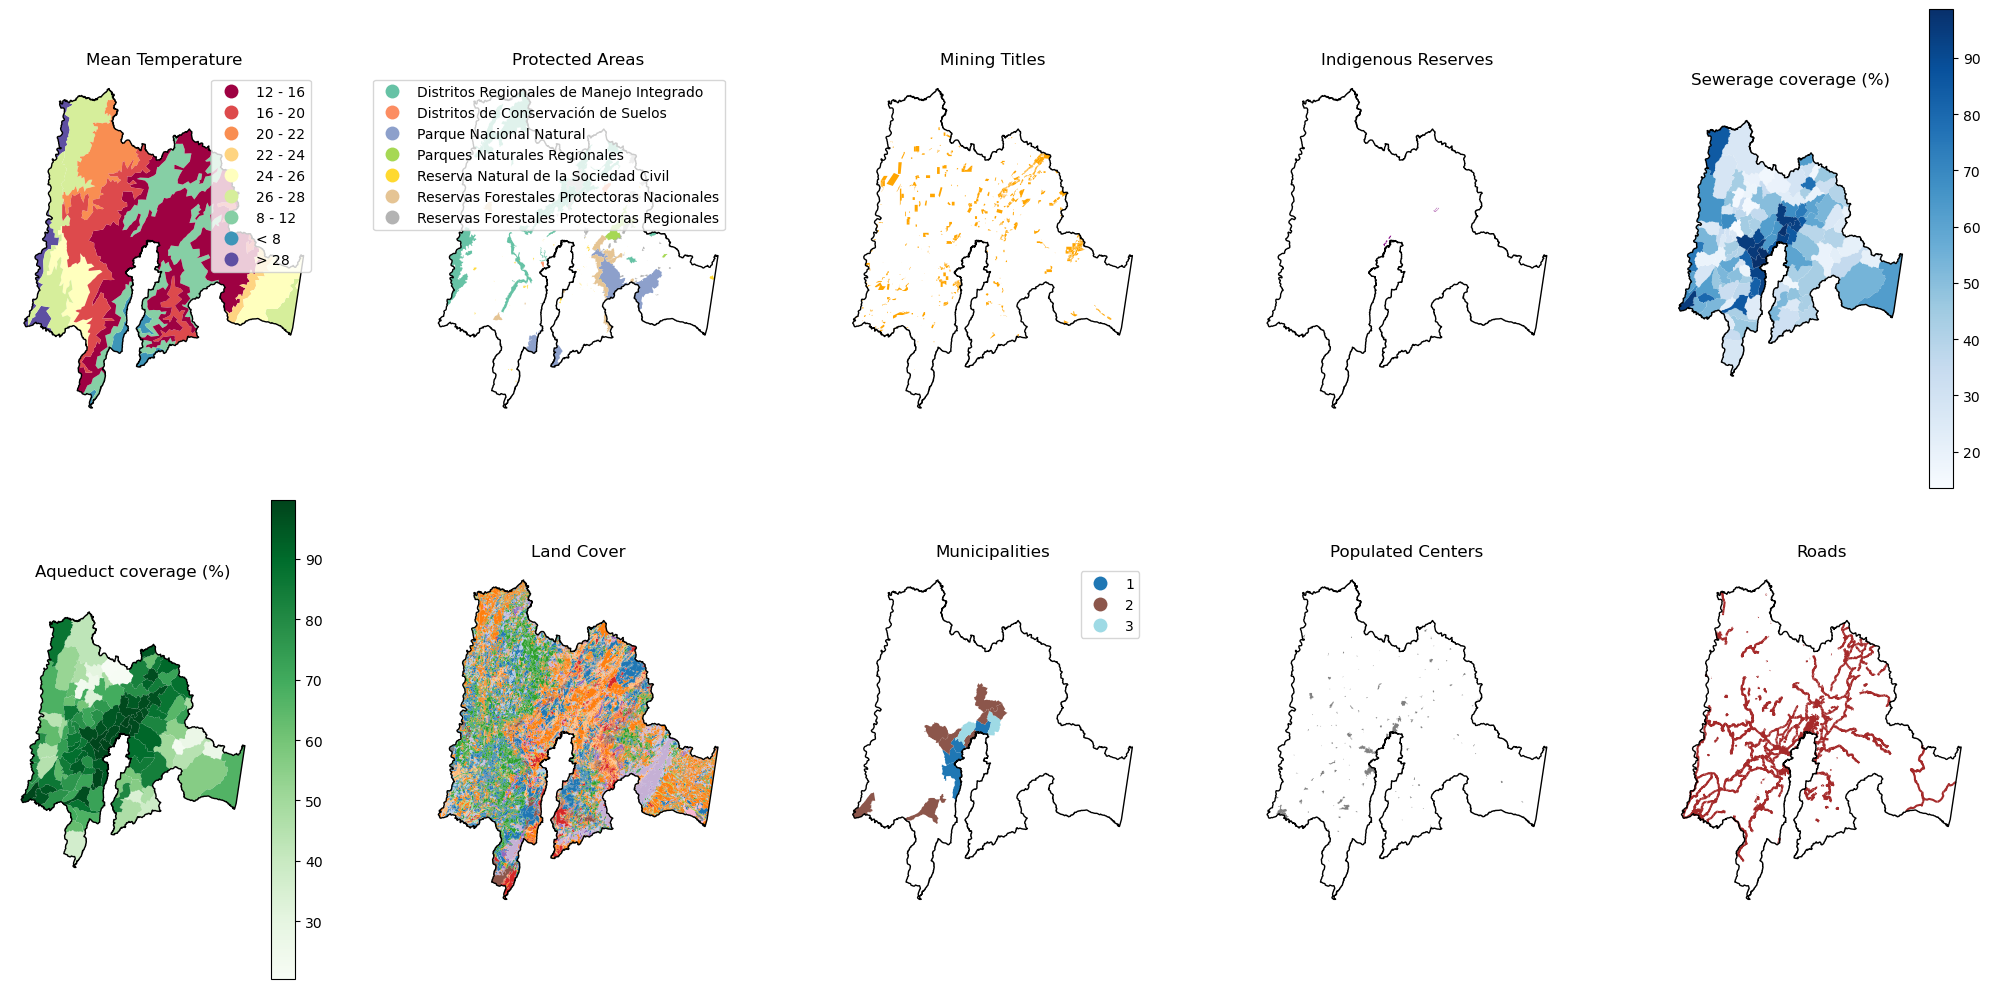 Mean Temperature
12 - 16
16 - 20
20 - 22
22 - 24
24 - 26
26 - 28
8 - 12
< 8
> 28
Protected Areas
Distritos Regionales de Manejo Integrado
Distritos de Conservación de Suelos
Parque Nacional Natural
Parques Naturales Regionales
Reserva Natural de la Sociedad Civil
Reservas Forestales Protectoras Nacionales
Reservas Forestales Protectoras Regionales
Mining Titles
Indigenous Reserves
Sewerage coverage (%)
90
80
70
60
50
40
30
20
Aqueduct coverage (%)
90
80
70
60
50
40
30
Land Cover
Municipalities
1
2
3
Populated Centers
Roads